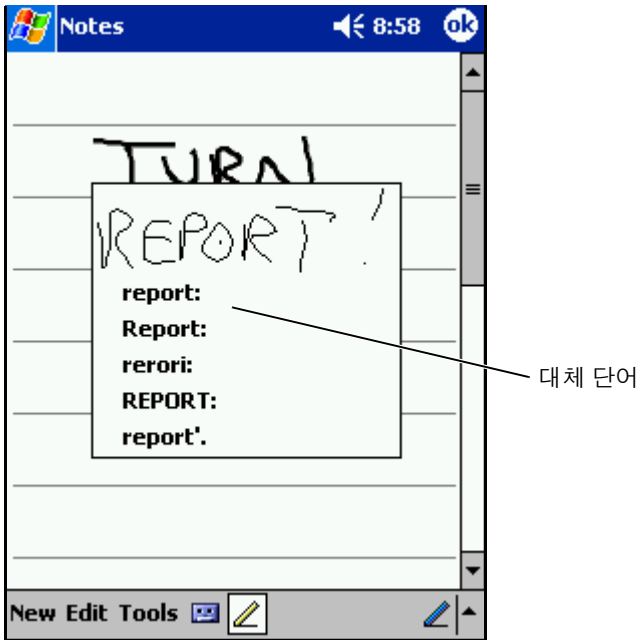 Notes 8:58 ok
TURN
REPORT!
report:
Report:
rerori:
REPORT:
report'.
대체 단어
New Edit Tools